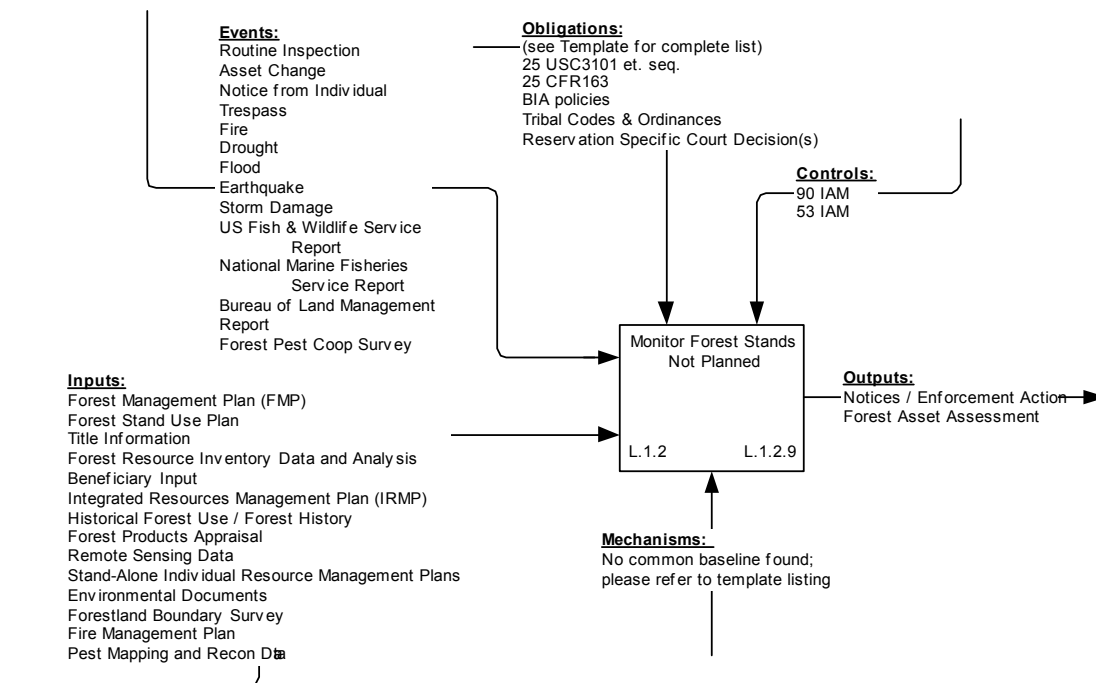 Events:
Routine Inspection
Asset Change
Notice from Individual
Trespass
Fire
Drought
Flood
Earthquake
Storm Damage
US Fish & Wildlife Service
Report
National Marine Fisheries
Service Report
Bureau of Land Management
Report
Forest Pest Coop Survey
Obligations:
(see Template for complete list)
25 USC3101 et. seq.
25 CFR163
BIA policies
Tribal Codes & Ordinances
Reservation Specific Court Decision(s)
Controls:
90 IAM
53 IAM
Monitor Forest Stands
Not Planned
L.1.2 L.1.2.9
Outputs:
Notices / Enforcement Action
Forest Asset Assessment
Inputs:
Forest Management Plan (FMP)
Forest Stand Use Plan
Title Information
Forest Resource Inventory Data and Analysis
Beneficiary Input
Integrated Resources Management Plan (IRMP)
Historical Forest Use / Forest History
Forest Products Appraisal
Remote Sensing Data
Stand-Alone Individual Resource Management Plans
Environmental Documents
Forestland Boundary Survey
Fire Management Plan
Pest Mapping and Recon Data
Mechanisms:
No common baseline found;
please refer to template listing